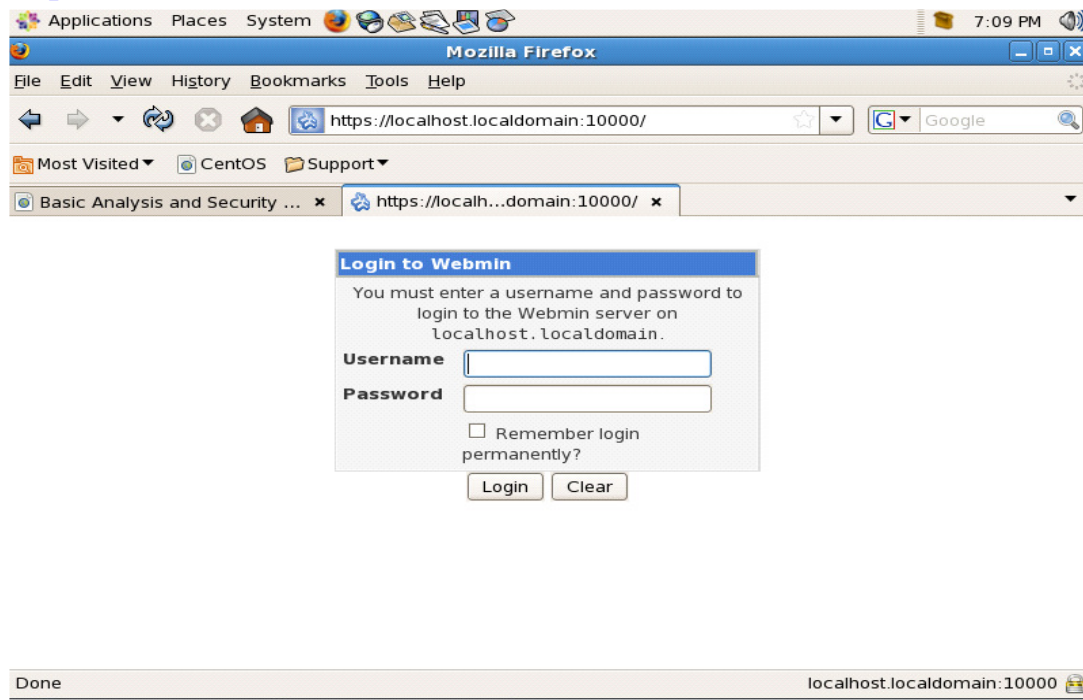 Applications Places System 7:09 PM
Mozilla Firefox
File Edit View History Bookmarks Tools Help
https://localhost.localdomain:10000/ G Google
Most Visited CentOS Support
Basic Analysis and Security ... https://localh...domain:10000/
Login to Webmin
You must enter a username and password to
login to the Webmin server on
localhost.localdomain.
Username
Password
Remember login
permanently?
Login Clear
Done localhost.localdomain:10000